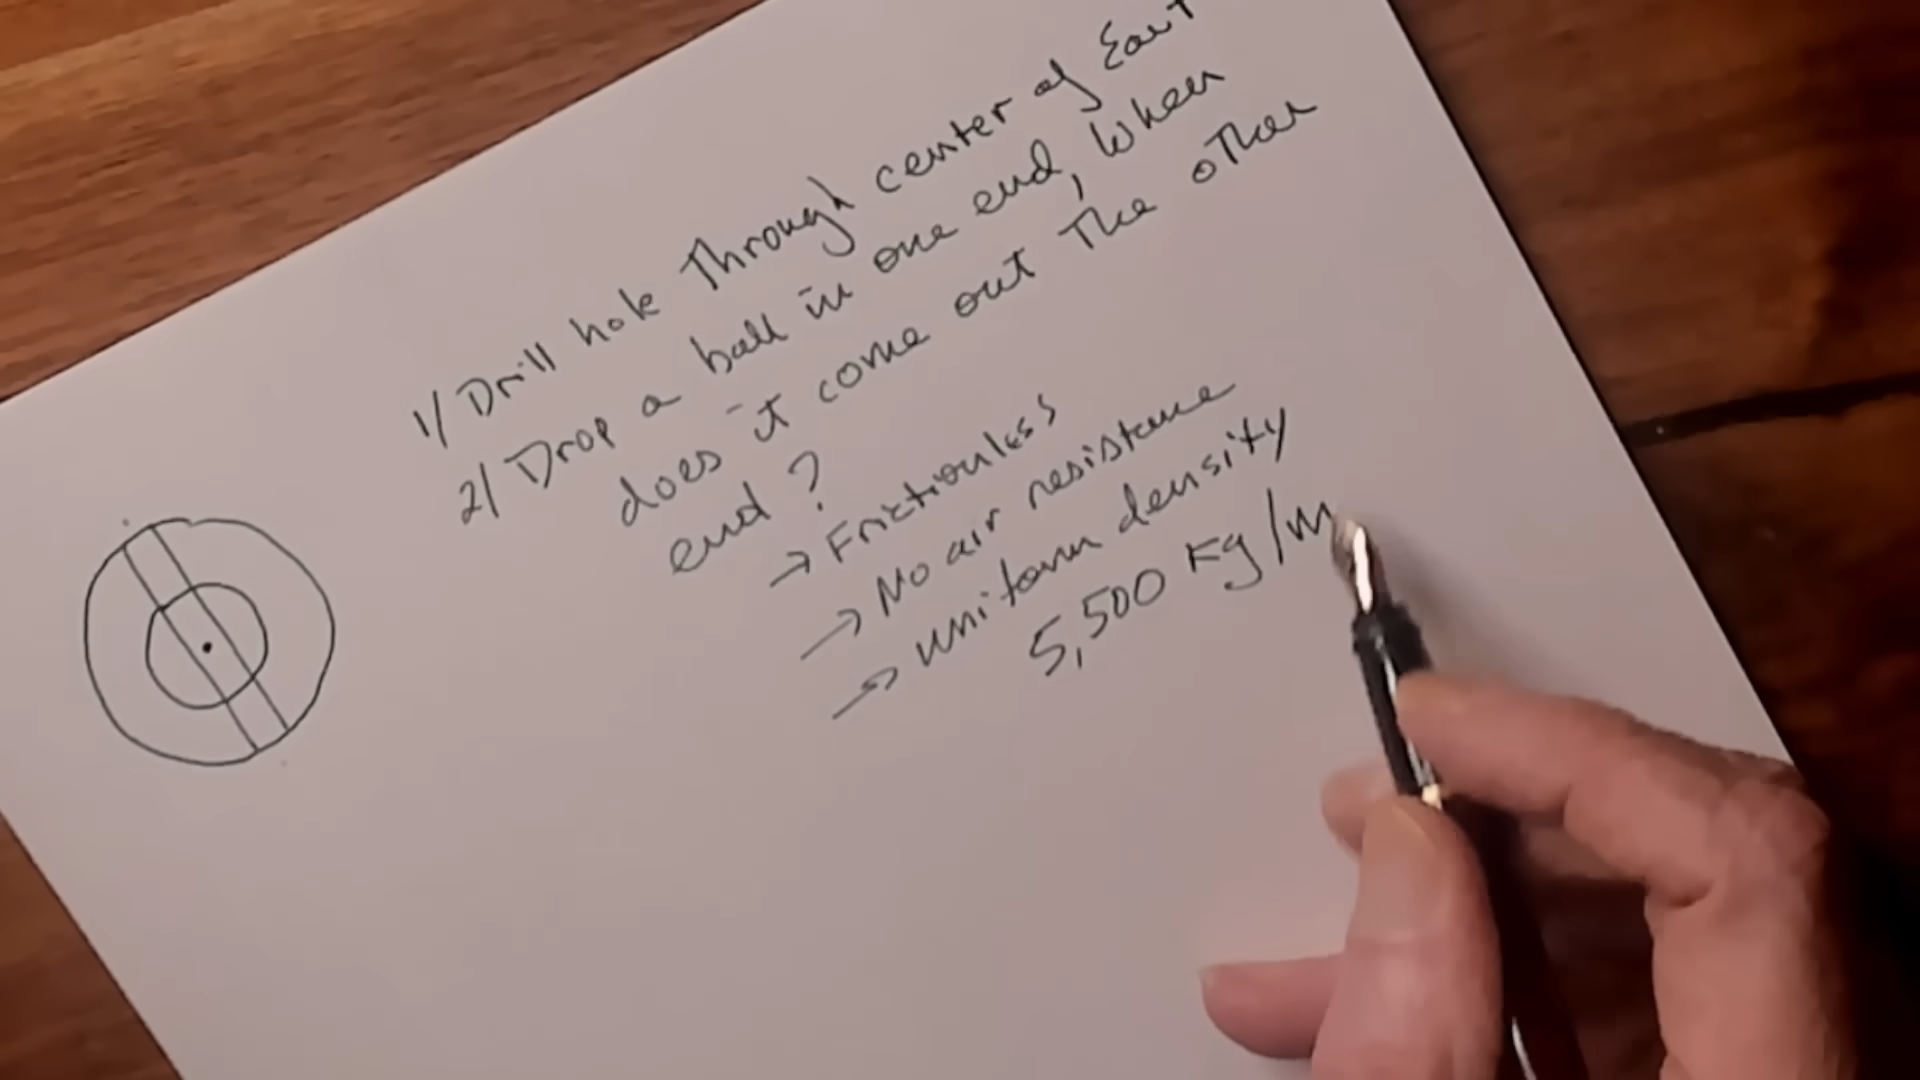 1/ Drill hole Through center of Eart
2/ Drop a ball in one end, When
does it come out The other
end?
→ Frictionless
→ No air resistance
→ uniform density
5,500 Kg/m